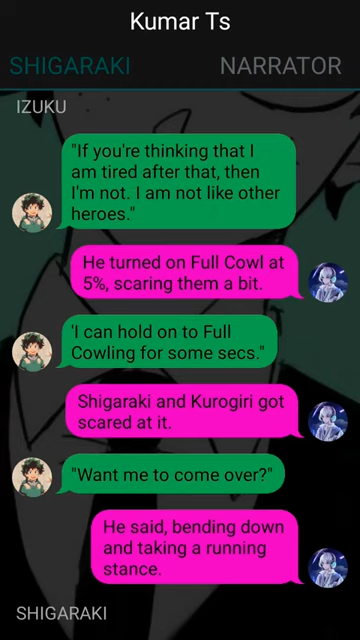 Kumar Ts
SHIGARAKI NARRATOR
IZUKU
"If you're thinking that I
am tired after that, then
I'm not. I am not like other
heroes."
He turned on Full Cowl at
5%, scaring them a bit.
'I can hold on to Full
Cowling for some secs."
Shigaraki and Kurogiri got
scared at it.
"Want me to come over?"
He said, bending down
and taking a running
stance.
SHIGARAKI